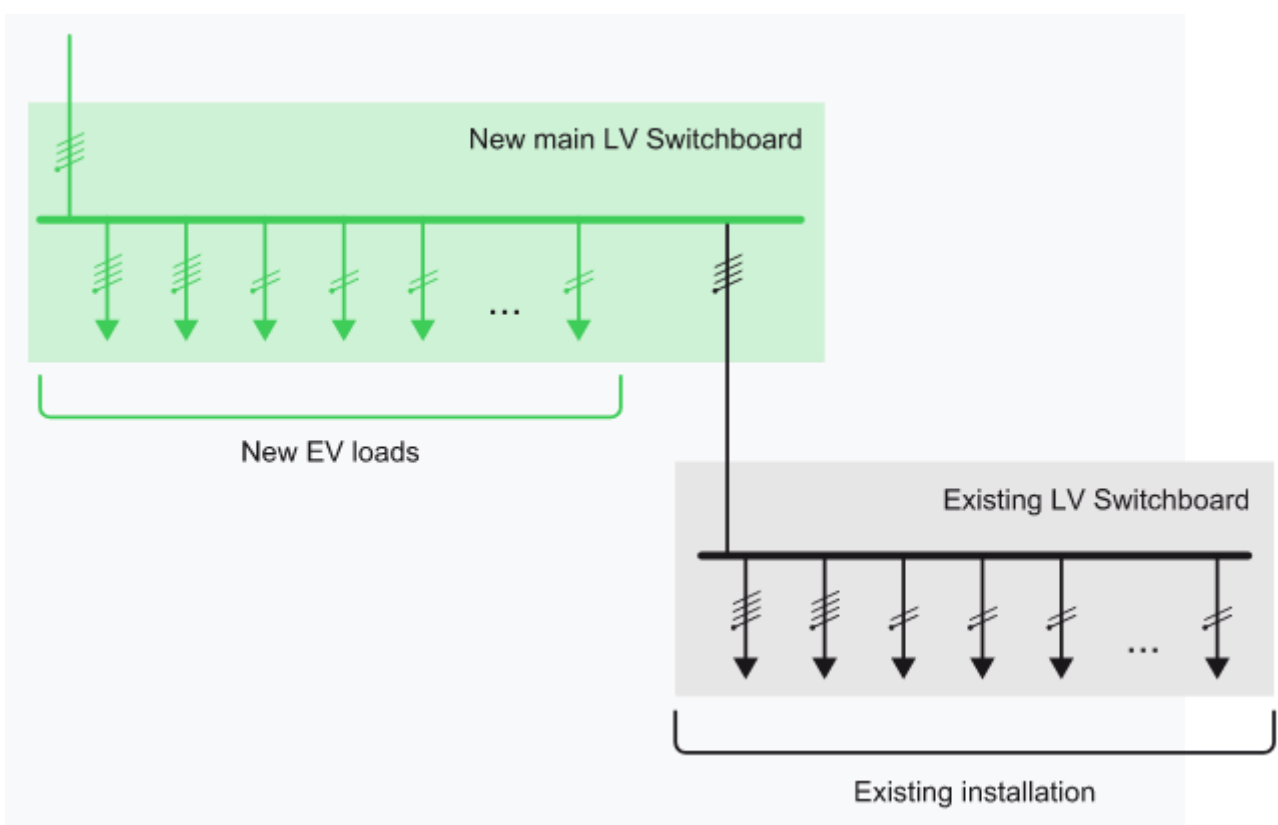 New main LV Switchboard
...
New EV loads
Existing LV Switchboard
...
Existing installation